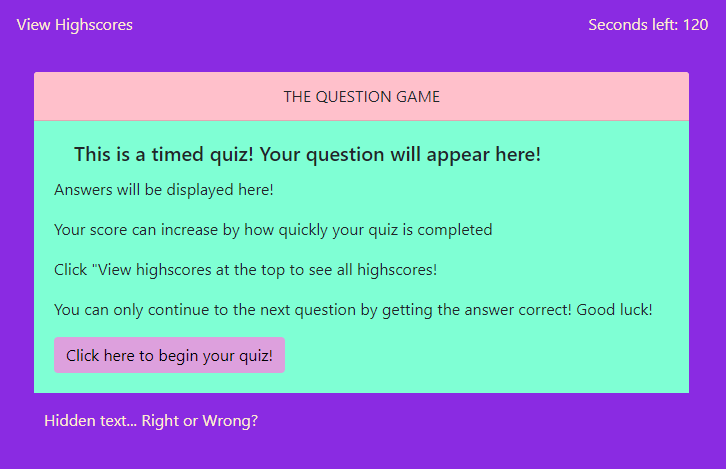 View Highscores
Seconds left: 120
THE QUESTION GAME
This is a timed quiz! Your question will appear here!
Answers will be displayed here!
Your score can increase by how quickly your quiz is completed
Click "View highscores at the top to see all highscores!
You can only continue to the next question by getting the answer correct! Good luck!
Click here to begin your quiz!
Hidden text... Right or Wrong?